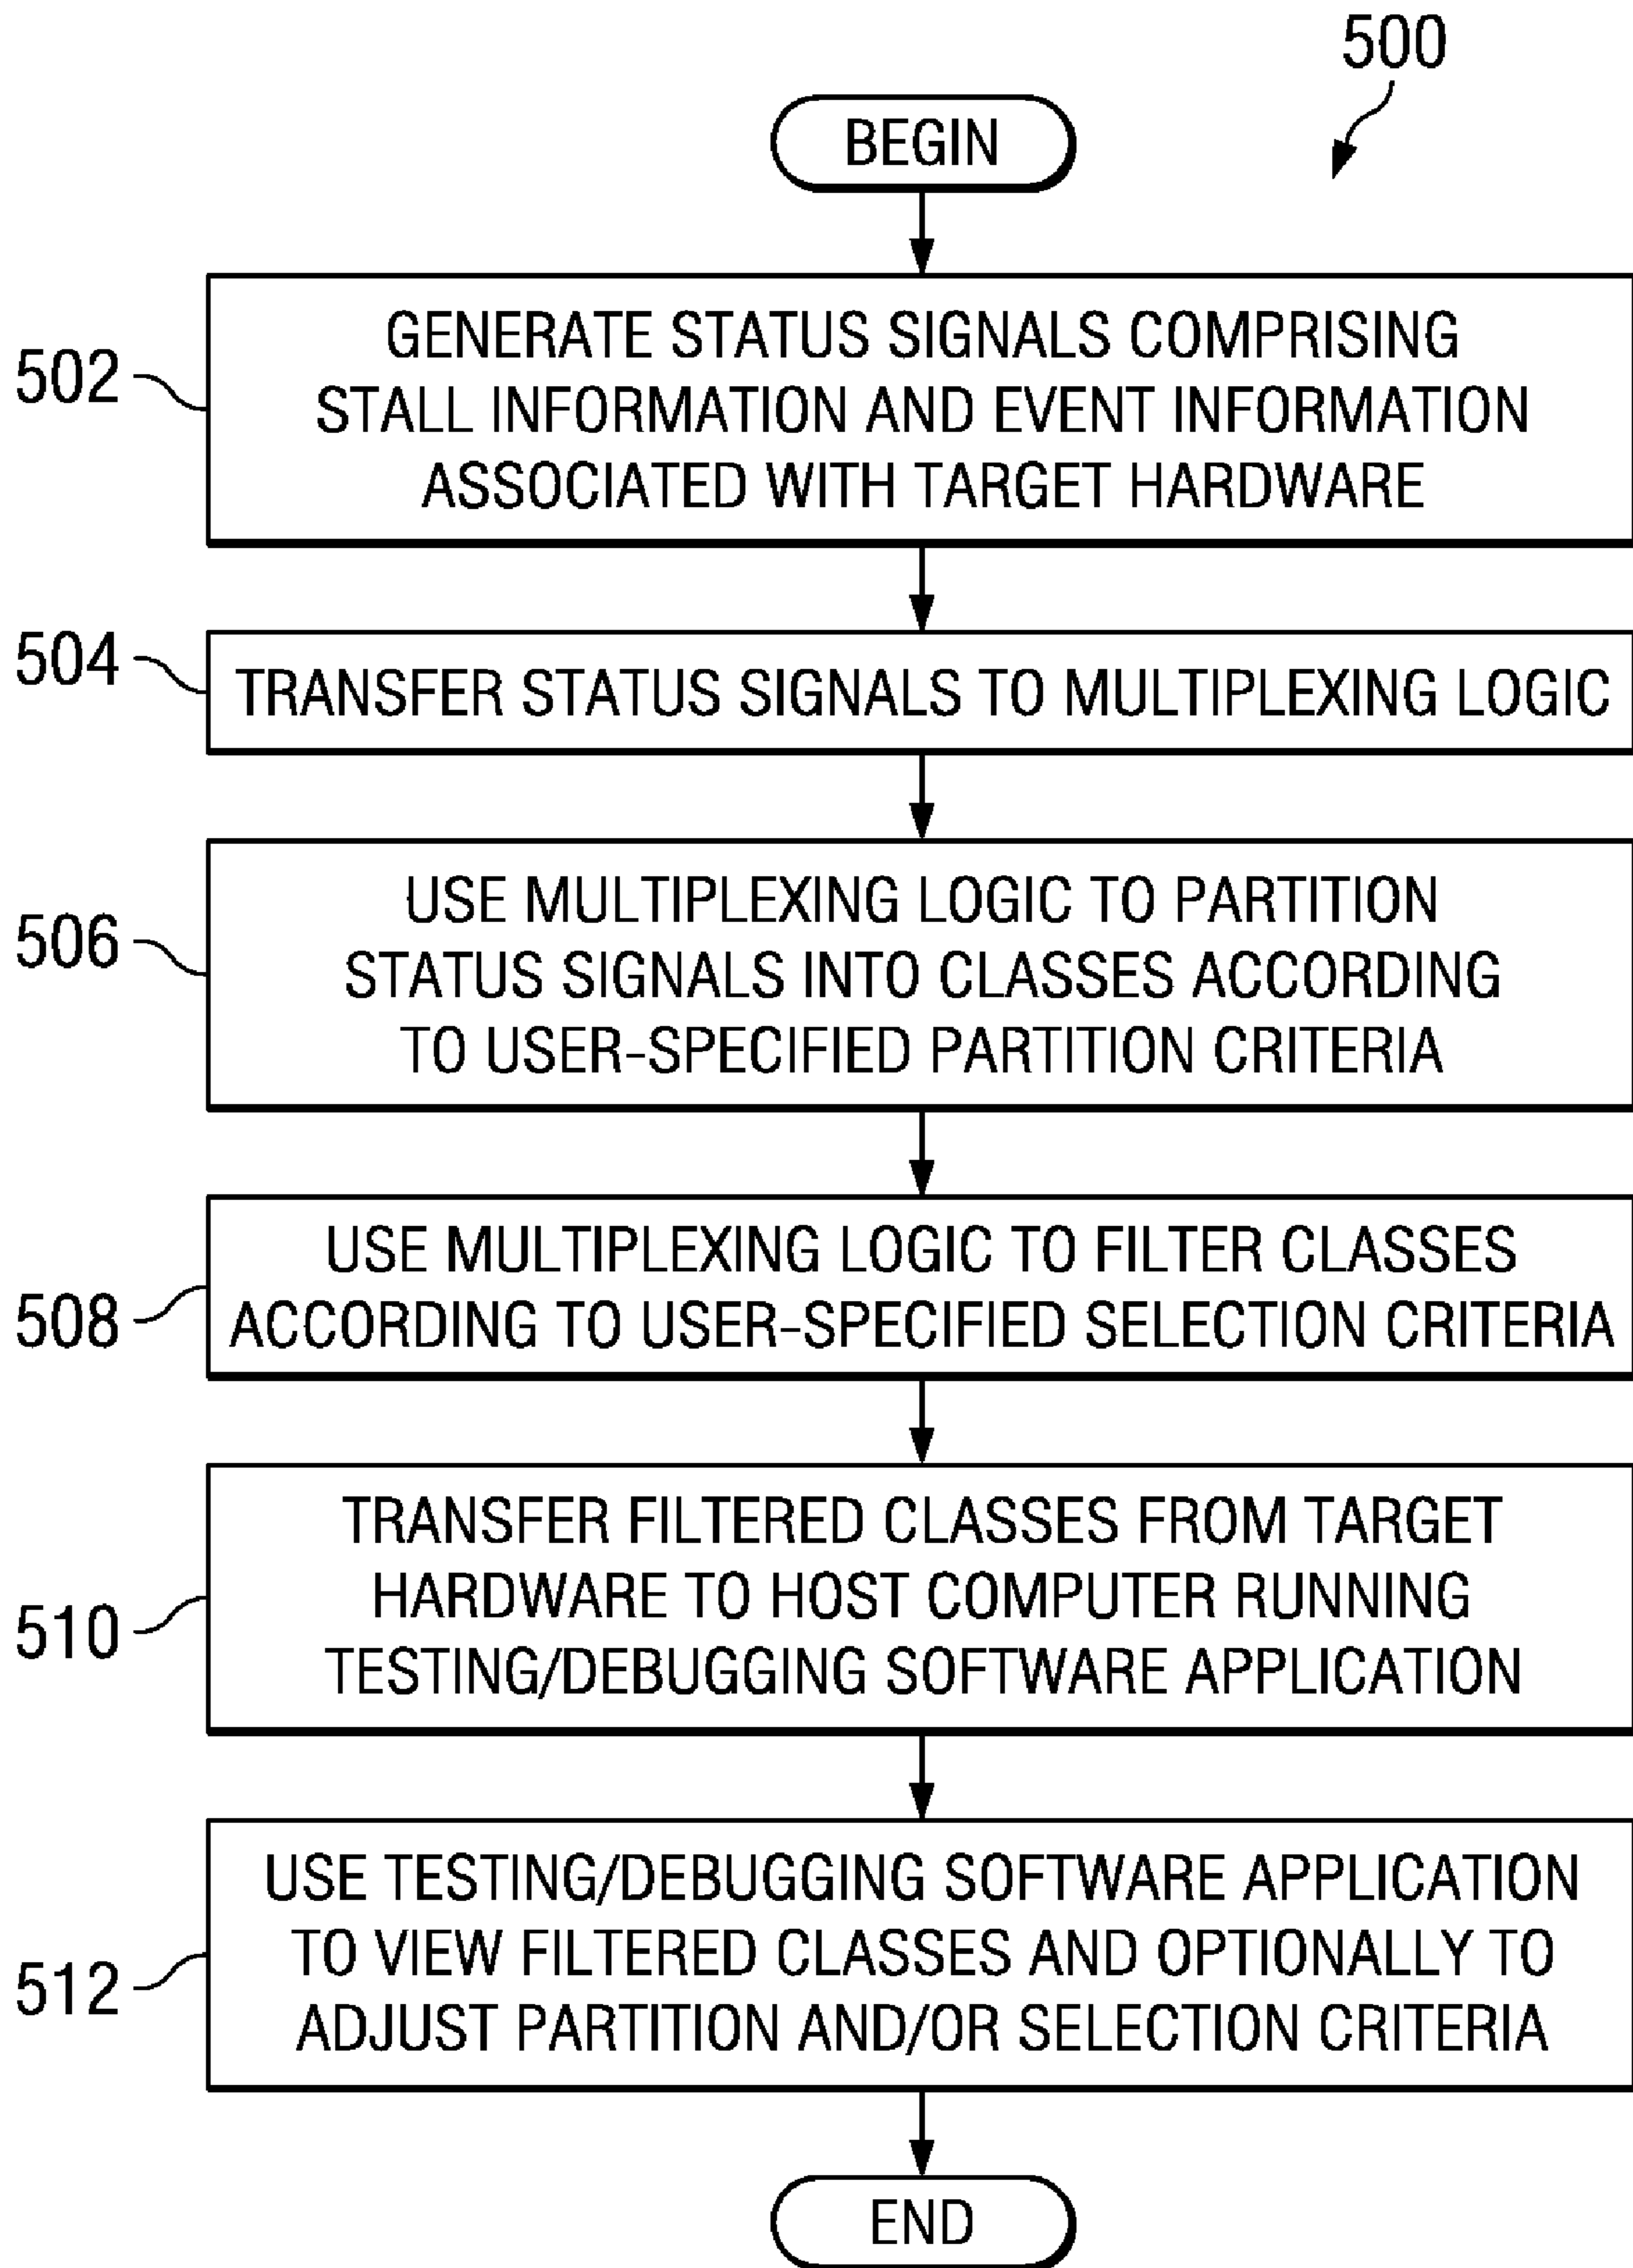 500
BEGIN
502
GENERATE STATUS SIGNALS COMPRISING
STALL INFORMATION AND EVENT INFORMATION
ASSOCIATED WITH TARGET HARDWARE
504
TRANSFER STATUS SIGNALS TO MULTIPLEXING LOGIC
506
USE MULTIPLEXING LOGIC TO PARTITION
STATUS SIGNALS INTO CLASSES ACCORDING
TO USER-SPECIFIED PARTITION CRITERIA
508
USE MULTIPLEXING LOGIC TO FILTER CLASSES
ACCORDING TO USER-SPECIFIED SELECTION CRITERIA
510
TRANSFER FILTERED CLASSES FROM TARGET
HARDWARE TO HOST COMPUTER RUNNING
TESTING/DEBUGGING SOFTWARE APPLICATION
512
USE TESTING/DEBUGGING SOFTWARE APPLICATION
TO VIEW FILTERED CLASSES AND OPTIONALLY TO
ADJUST PARTITION AND/OR SELECTION CRITERIA
END